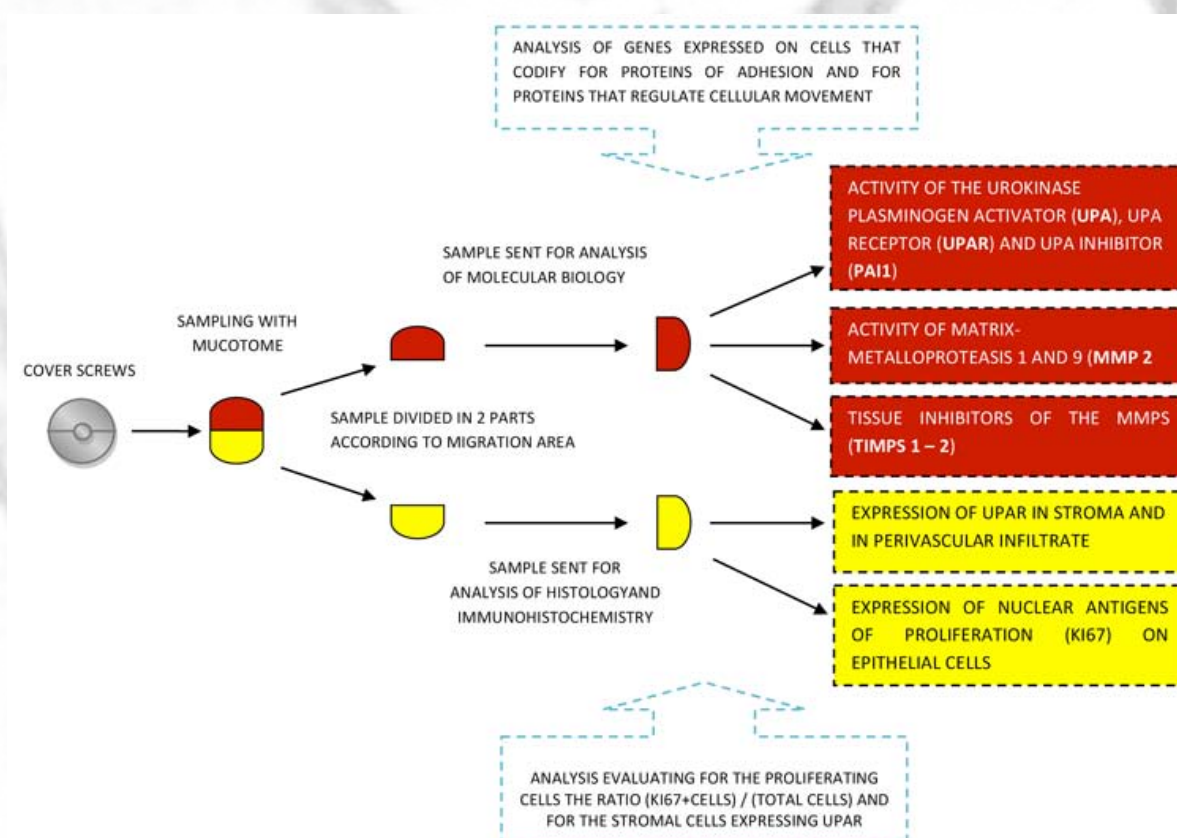 ANALYSIS OF GENES EXPRESSED ON CELLS THAT
CODIFY FOR PROTEINS OF ADHESION AND FOR
PROTEINS THAT REGULATE CELLULAR MOVEMENT
ACTIVITY OF THE UROKINASE
PLASMINOGEN ACTIVATOR (UPA), UPA
RECEPTOR (UPAR) AND UPA INHIBITOR
(PAI1)
SAMPLE SENT FOR ANALYSIS
OF MOLECULAR BIOLOGY
SAMPLING WITH
MUCOTOME
ACTIVITY OF MATRIX-
METALLOPROTEASIS 1 AND 9 (MMP 2
COVER SCREWS
SAMPLE DIVIDED IN 2 PARTS
ACCORDING TO MIGRATION AREA
TISSUE INHIBITORS OF THE MMPS
(TIMPS 1 – 2)
EXPRESSION OF UPAR IN STROMA AND
IN PERIVASCULAR INFILTRATE
SAMPLE SENT FOR
ANALYSIS OF HISTOLOGYAND
IMMUNOHISTOCHEMISTRY
EXPRESSION OF NUCLEAR ANTIGENS
OF PROLIFERATION (KI67) ON
EPITHELIAL CELLS
ANALYSIS EVALUATING FOR THE PROLIFERATING
CELLS THE RATIO (KI67+CELLS) / (TOTAL CELLS) AND
FOR THE STROMAL CELLS EXPRESSING UPAR